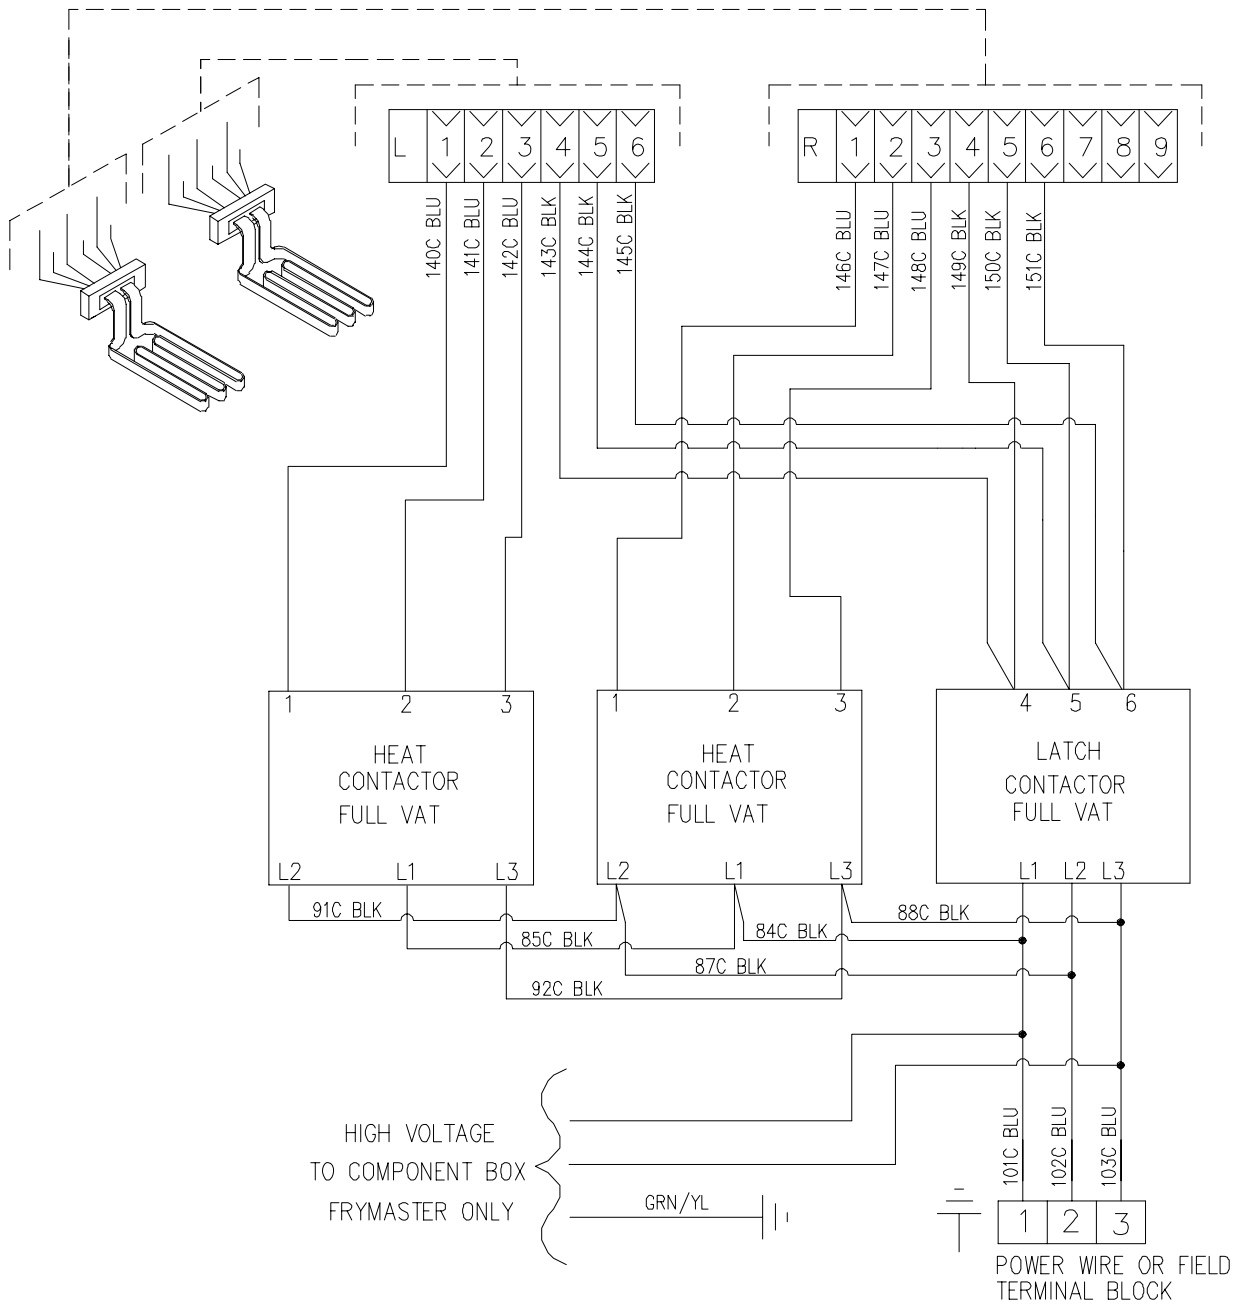 L 1 2 3 4 5 6
R 1 2 3 4 5 6 7 8 9
140C BLU
141C BLU
142C BLU
143C BLK
144C BLK
145C BLK
146C BLU
147C BLU
148C BLU
149C BLK
150C BLK
151C BLK
1 2 3
HEAT
CONTACTOR
FULL VAT
L2 L1 L3
1 2 3
HEAT
CONTACTOR
FULL VAT
L2 L1 L3
4 5 6
LATCH
CONTACTOR
FULL VAT
L1 L2 L3
91C BLK
85C BLK
92C BLK
84C BLK
87C BLK
88C BLK
HIGH VOLTAGE
TO COMPONENT BOX
FRYMASTER ONLY
GRN/YL
101C BLU
102C BLU
103C BLU
1 2 3
POWER WIRE OR FIELD
TERMINAL BLOCK